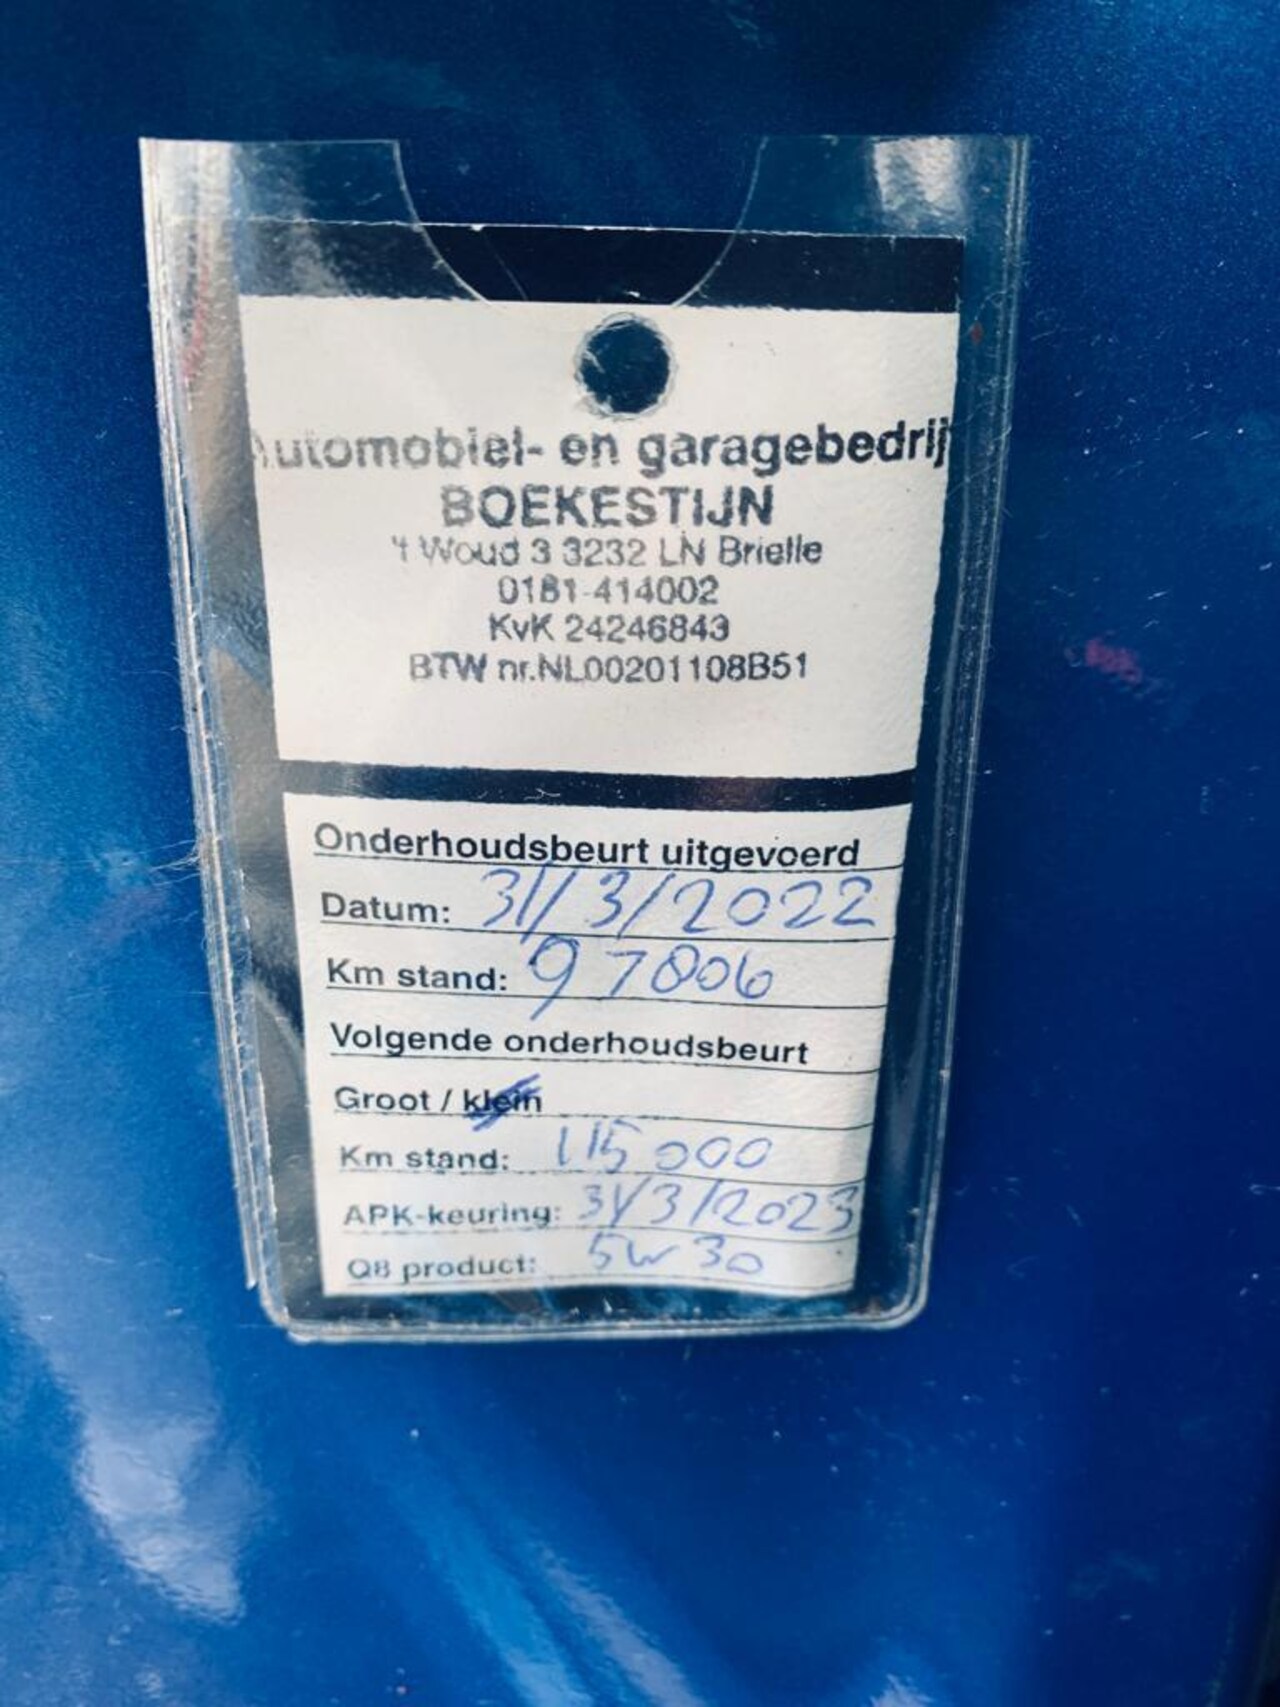 Automobiel- en garagebedrij
BOEKESTIJN
't Woud 3 3232 LN Brielle
0181-414002
KvK 24246843
BTW nr.NL00201108B51
Onderhoudsbeurt uitgevoerd
Datum: 31/3/2022
Km stand: 97806
Volgende onderhoudsbeurt
Groot / klein
Km stand: 115000
APK-keuring: 31/3/2023
Q8 product: 5w30